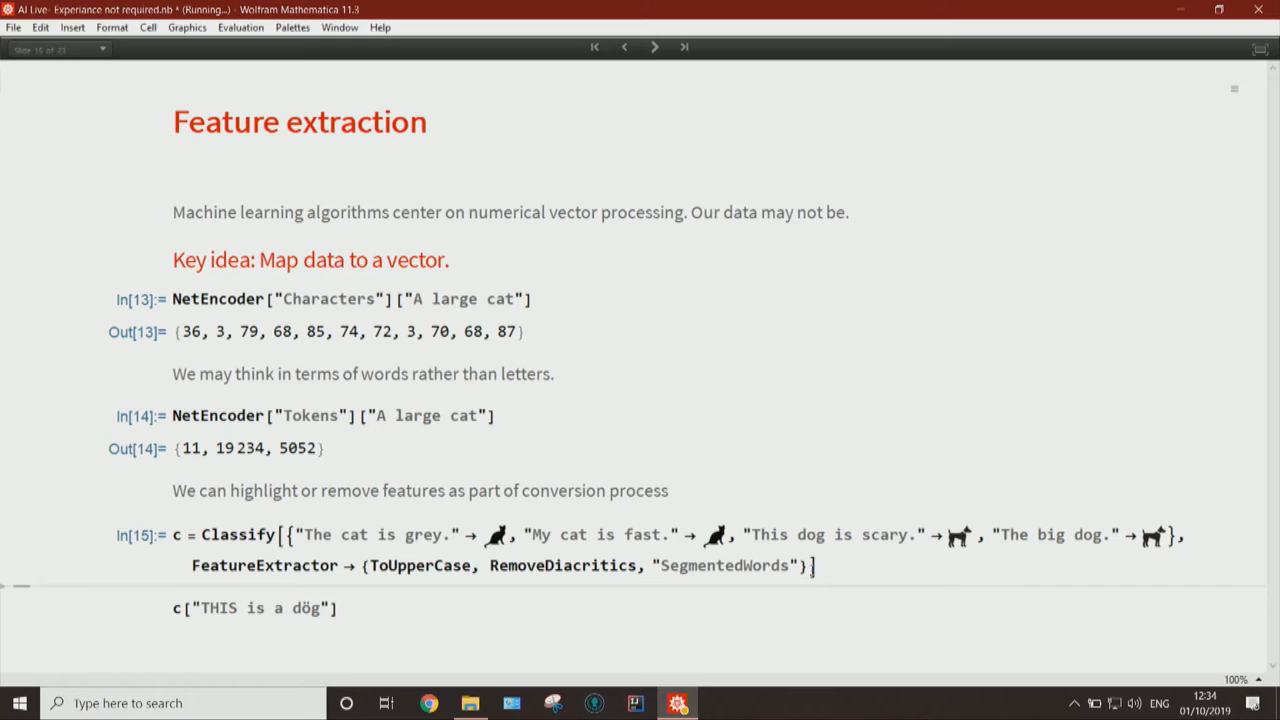 AI Live- Experiance not required.nb * (Running...) - Wolfram Mathematica 11.3
File Edit Insert Format Cell Graphics Evaluation Palettes Window Help
Slide 15 of 23
Feature extraction
Machine learning algorithms center on numerical vector processing. Our data may not be.
Key idea: Map data to a vector.
In[13]:= NetEncoder["Characters"]["A large cat"]
Out[13]= {36, 3, 79, 68, 85, 74, 72, 3, 70, 68, 87}
We may think in terms of words rather than letters.
In[14]:= NetEncoder["Tokens"]["A large cat"]
Out[14]= {11, 19 234, 5052}
We can highlight or remove features as part of conversion process
In[15]:= c = Classify[{"The cat is grey." → , "My cat is fast." → , "This dog is scary." → , "The big dog." → },
FeatureExtractor → {ToUpperCase, RemoveDiacritics, "SegmentedWords"}]
c["THIS is a dög"]
100%
Type here to search
ENG
12:34
01/10/2019